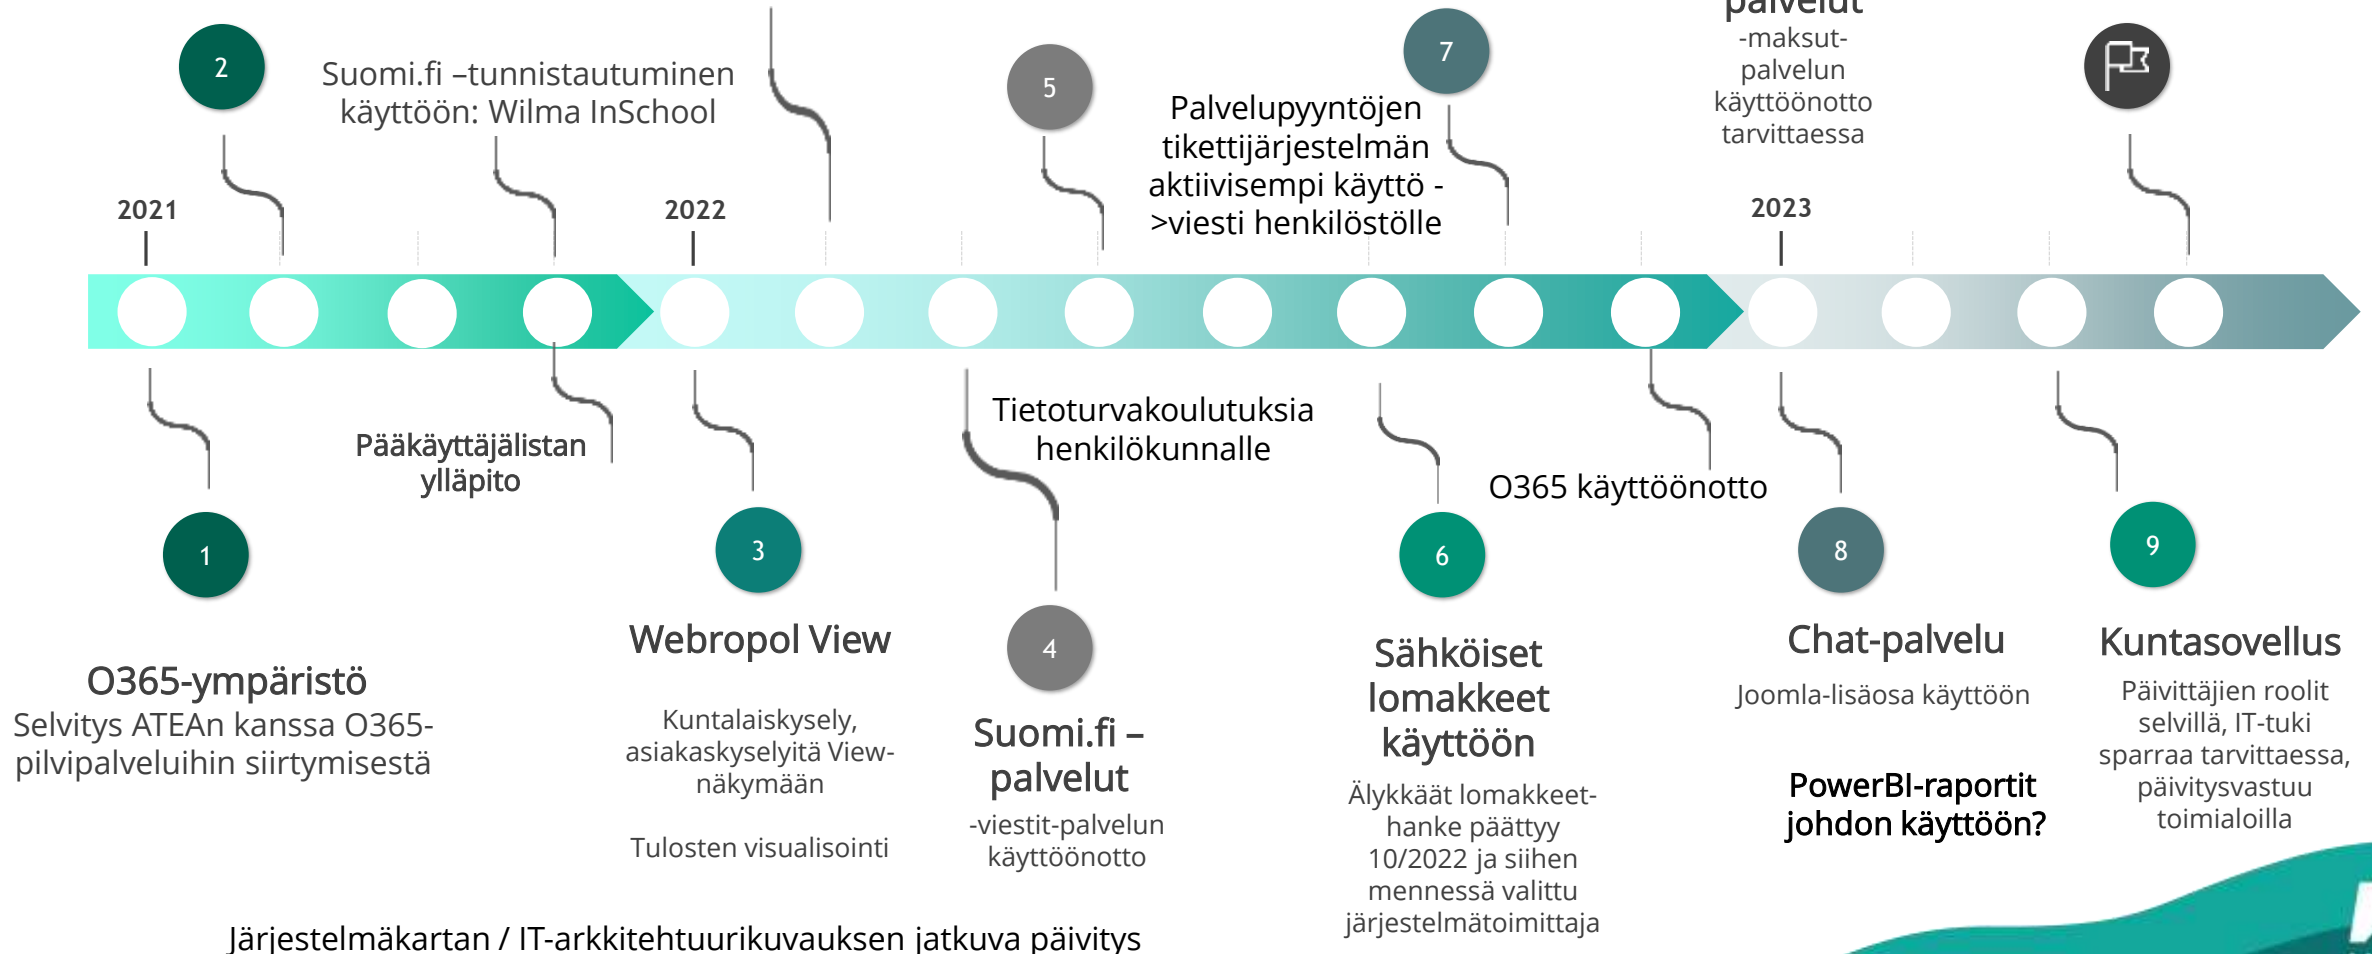 palvelut
-maksut-
palvelun
käyttöönotto
tarvittaessa
2
Suomi.fi –tunnistautuminen
käyttöön: Wilma InSchool
5
Palvelupyyntöjen
tikettijärjestelmän
aktiivisempi käyttö -
>viesti henkilöstölle
7
2021
2022
2023
Pääkäyttäjälistan
ylläpito
Tietoturvakoulutuksia
henkilökunnalle
O365 käyttöönotto
1
O365-ympäristö
Selvitys ATEAn kanssa O365-
pilvipalveluihin siirtymisestä
3
Webropol View
Kuntalaiskysely,
asiakaskyselyitä View-
näkymään
Tulosten visualisointi
4
Suomi.fi –
palvelut
-viestit-palvelun
käyttöönotto
6
Sähköiset
lomakkeet
käyttöön
Älykkäät lomakkeet-
hanke päättyy
10/2022 ja siihen
mennessä valittu
järjestelmätoimittaja
8
Chat-palvelu
Joomla-lisäosa käyttöön
PowerBI-raportit
johdon käyttöön?
9
Kuntasovellus
Päivittäjien roolit
selvillä, IT-tuki
sparraa tarvittaessa,
päivitysvastuu
toimialoilla
Järjestelmäkartan / IT-arkkitehtuurikuvauksen jatkuva päivitys